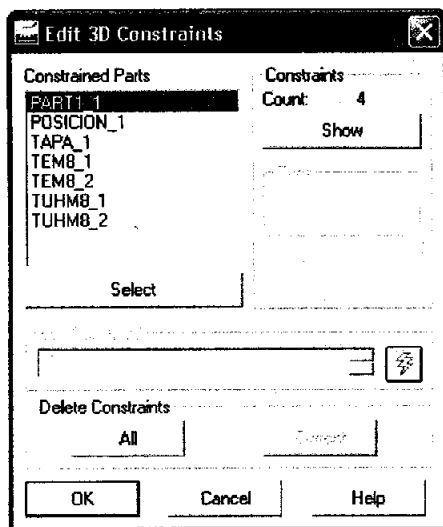 Edit 3D Constraints
Constrained Parts
PART1_1
POSICION_1
TAPA_1
TEM8_1
TEM8_2
TUHM8_1
TUHM8_2
Select
Constraints
Count: 4
Show
Delete Constraints
All
OK
Cancel
Help